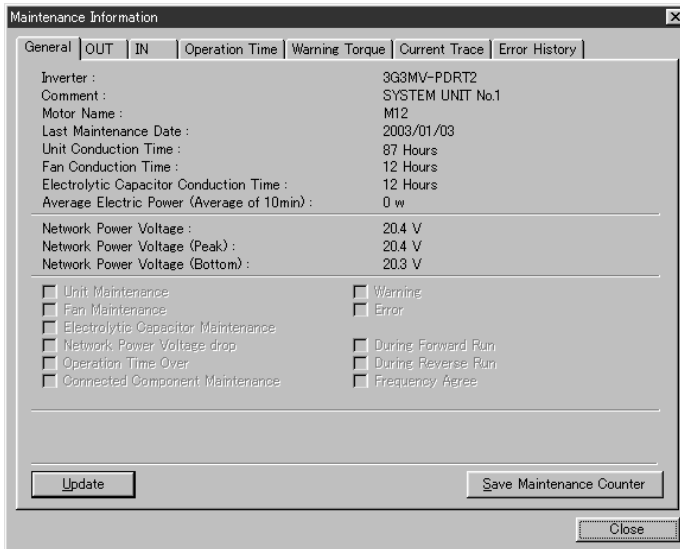 Maintenance Information
General OUT IN Operation Time Warning Torque Current Trace Error History
Inverter : 3G3MV-PDRT2
Comment : SYSTEM UNIT No.1
Motor Name : M12
Last Maintenance Date : 2003/01/03
Unit Conduction Time : 87 Hours
Fan Conduction Time : 12 Hours
Electrolytic Capacitor Conduction Time : 12 Hours
Average Electric Power (Average of 10min) : 0 w
Network Power Voltage : 20.4 V
Network Power Voltage (Peak) : 20.4 V
Network Power Voltage (Bottom) : 20.3 V
Unit Maintenance Warning
Fan Maintenance Error
Electrolytic Capacitor Maintenance
Network Power Voltage drop During Forward Run
Operation Time Over During Reverse Run
Connected Component Maintenance Frequency Agree
Update Save Maintenance Counter
Close